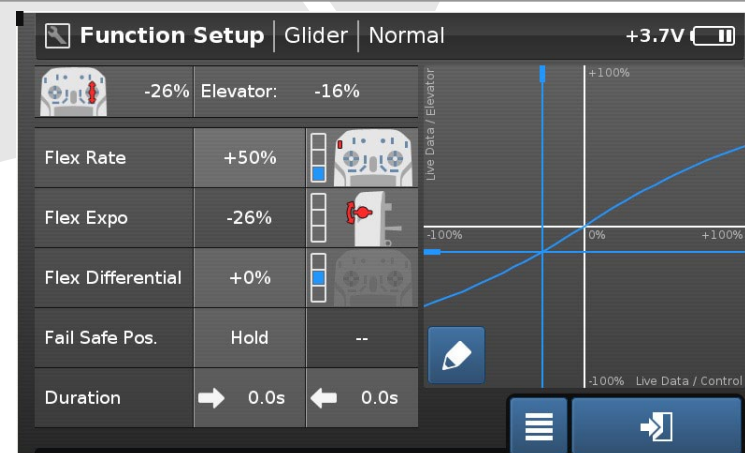 Function Setup | Glider | Normal +3.7V
-26% Elevator: -16%
Flex Rate +50%
Flex Expo -26%
Flex Differential +0%
Fail Safe Pos. Hold --
Duration 0.0s 0.0s
Live Data / Elevator
+100%
-100% 0% +100%
-100% Live Data / Control